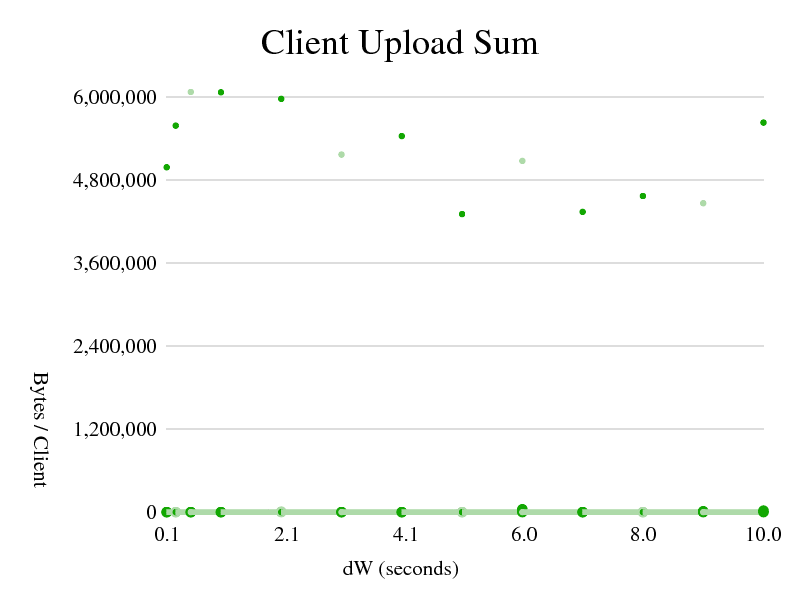 Client Upload Sum
6,000,000
4,800,000
3,600,000
2,400,000
1,200,000
0
Bytes / Client
0.1 2.1 4.1 6.0 8.0 10.0
dW (seconds)